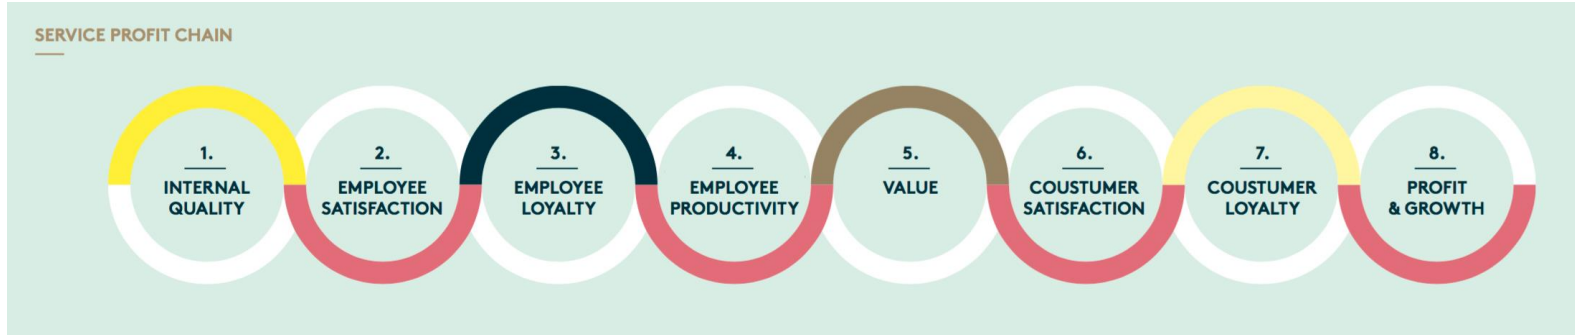 SERVICE PROFIT CHAIN
1.
INTERNAL
QUALITY
2.
EMPLOYEE
SATISFACTION
3.
EMPLOYEE
LOYALTY
4.
EMPLOYEE
PRODUCTIVITY
5.
VALUE
6.
COUSTUMER
SATISFACTION
7.
COUSTUMER
LOYALTY
8.
PROFIT
& GROWTH